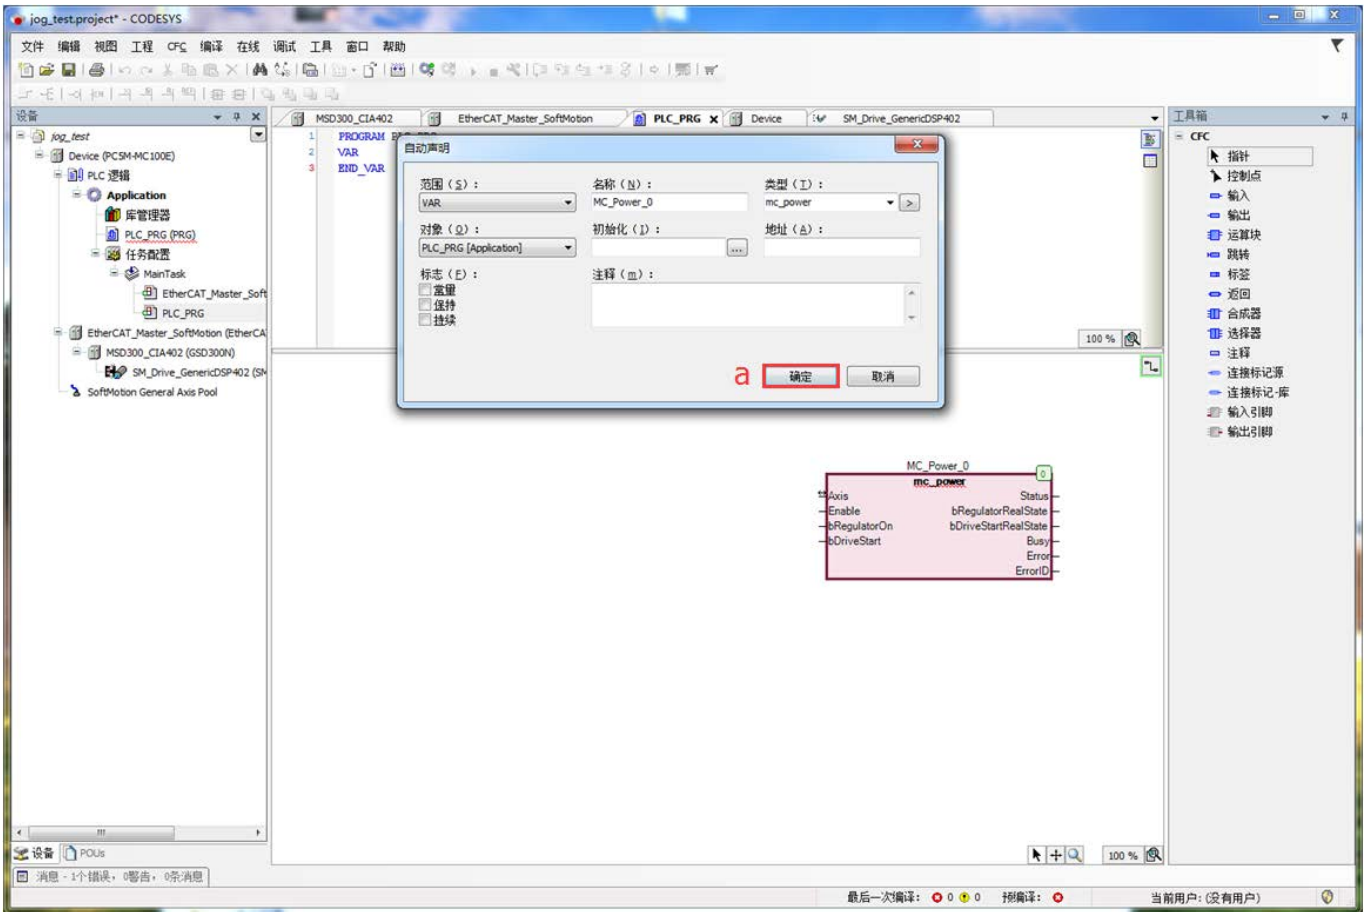 jog_test.project* - CODESYS
文件 编辑 视图 工程 CFC 编译 在线 调试 工具 窗口 帮助
设备
MSD300_CIA402 EtherCAT_Master_SoftMotion PLC_PRG Device SM_Drive_GenericDSP402
工具箱
jog_test
Device (PCSM-MC100E)
PLC 逻辑
Application
库管理器
PLC_PRG (PRG)
任务配置
MainTask
EtherCAT_Master_Soft
PLC_PRG
EtherCAT_Master_SoftMotion (EtherCA
MSD300_CIA402 (GSD300N)
SM_Drive_GenericDSP402 (SM
SoftMotion General Axis Pool
1 PROGRAM
2 VAR
3 END_VAR
自动声明
范围(S): 名称(N): 类型(T):
VAR MC_Power_0 mc_power >
对象(O): 初始化(I): 地址(A):
PLC_PRG [Application] ...
标志(F): 注释(m):
常量
保持
持续
a 确定 取消
100 %
MC_Power_0
0
mc_power
Axis Status
Enable bRegulatorRealState
bRegulatorOn bDriveStartRealState
bDriveStart Busy
Error
ErrorID
CFC
指针
控制点
输入
输出
运算块
跳转
标签
返回
合成器
选择器
注释
连接标记源
连接标记-库
输入引脚
输出引脚
设备 POUs
100 %
消息 - 1个错误, 0警告, 0条消息
最后一次编译: 0 0 预编译: 当前用户: (没有用户)